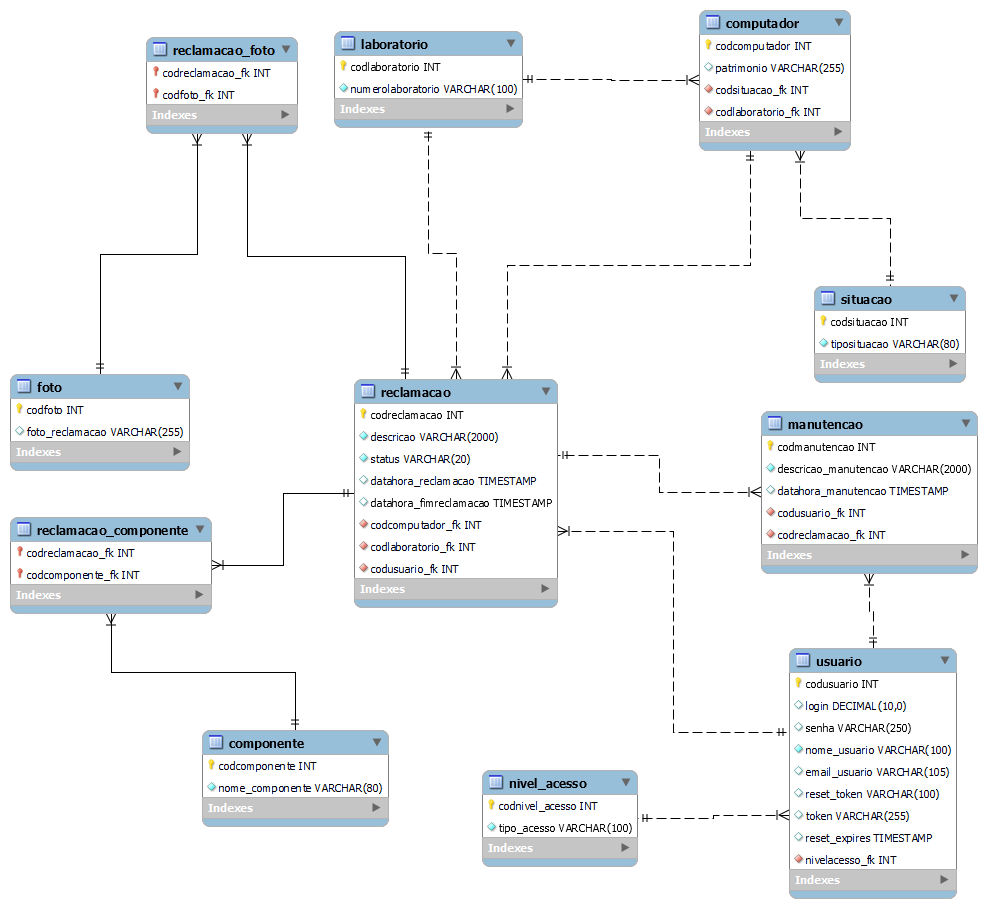 reclamacao_foto
codreclamacao_fk INT
codfoto_fk INT
Indexes
laboratorio
codlaboratorio INT
numerolaboratorio VARCHAR(100)
Indexes
computador
codcomputador INT
patrimonio VARCHAR(255)
codsituacao_fk INT
codlaboratorio_fk INT
Indexes
situacao
codsituacao INT
tiposituacao VARCHAR(80)
Indexes
foto
codfoto INT
foto_reclamacao VARCHAR(255)
Indexes
reclamacao
codreclamacao INT
descricao VARCHAR(2000)
status VARCHAR(20)
datahora_reclamacao TIMESTAMP
datahora_fimreclamacao TIMESTAMP
codcomputador_fk INT
codlaboratorio_fk INT
codusuario_fk INT
Indexes
manutencao
codmanutencao INT
descricao_manutencao VARCHAR(2000)
datahora_manutencao TIMESTAMP
codusuario_fk INT
codreclamacao_fk INT
Indexes
reclamacao_componente
codreclamacao_fk INT
codcomponente_fk INT
Indexes
componente
codcomponente INT
nome_componente VARCHAR(80)
Indexes
nivel_acesso
codnivel_acesso INT
tipo_acesso VARCHAR(100)
Indexes
usuario
codusuario INT
login DECIMAL(10,0)
senha VARCHAR(250)
nome_usuario VARCHAR(100)
email_usuario VARCHAR(105)
reset_token VARCHAR(100)
token VARCHAR(255)
reset_expires TIMESTAMP
nivelacesso_fk INT
Indexes